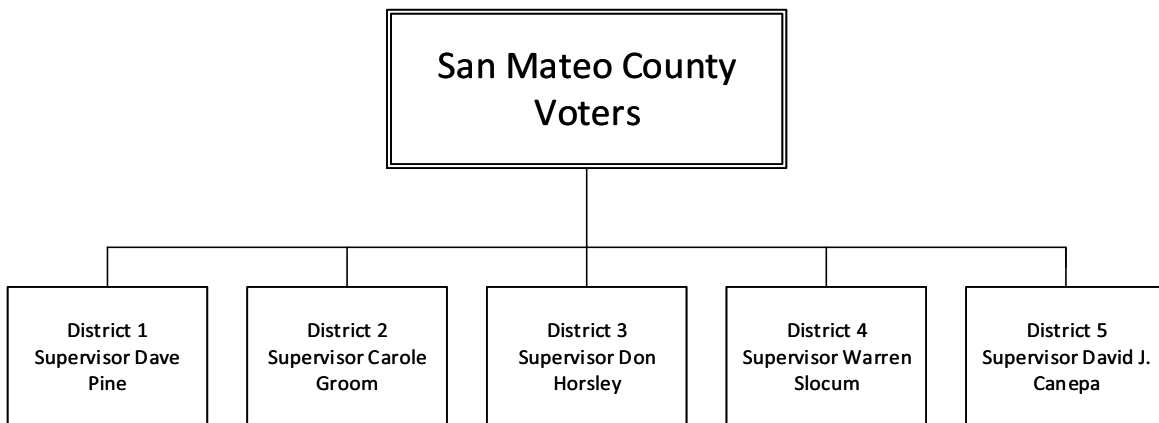 San Mateo County
Voters
District 1
Supervisor Dave
Pine
District 2
Supervisor Carole
Groom
District 3
Supervisor Don
Horsley
District 4
Supervisor Warren
Slocum
District 5
Supervisor David J.
Canepa